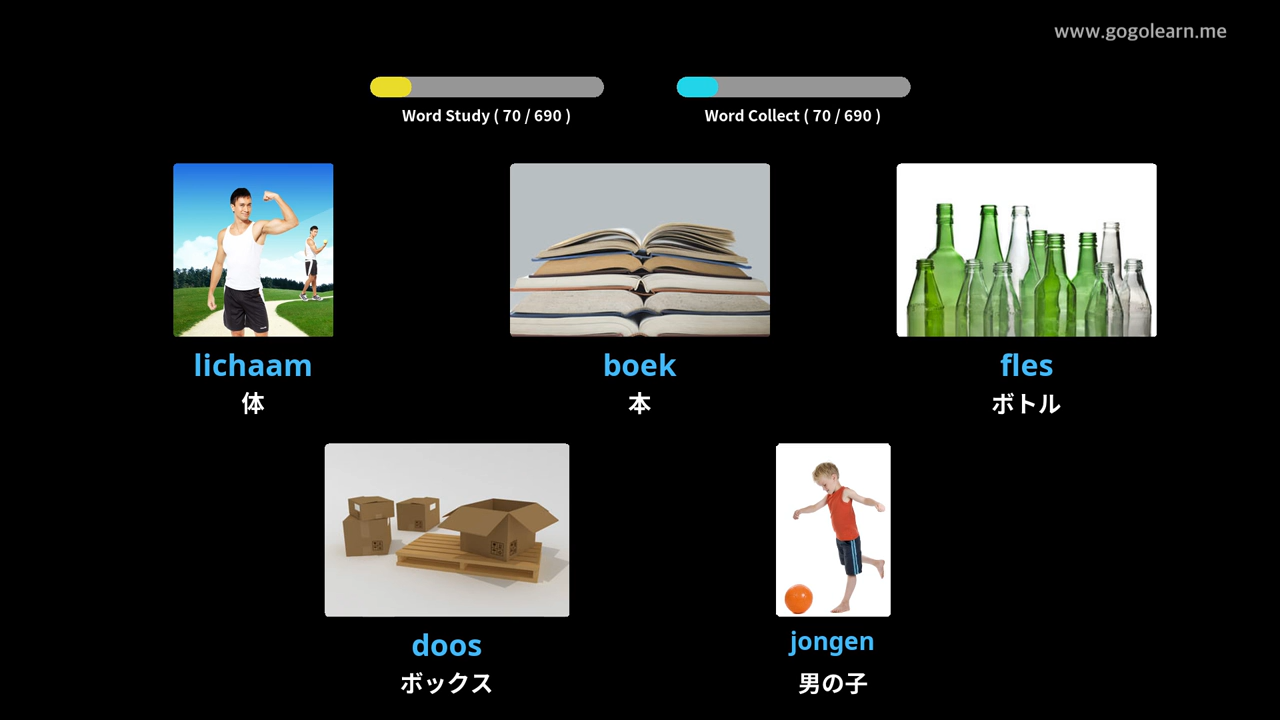 www.gogolearn.me
Word Study ( 70 / 690 )
Word Collect ( 70 / 690 )
lichaam
体
boek
本
fles
ボトル
doos
ボックス
jongen
男の子